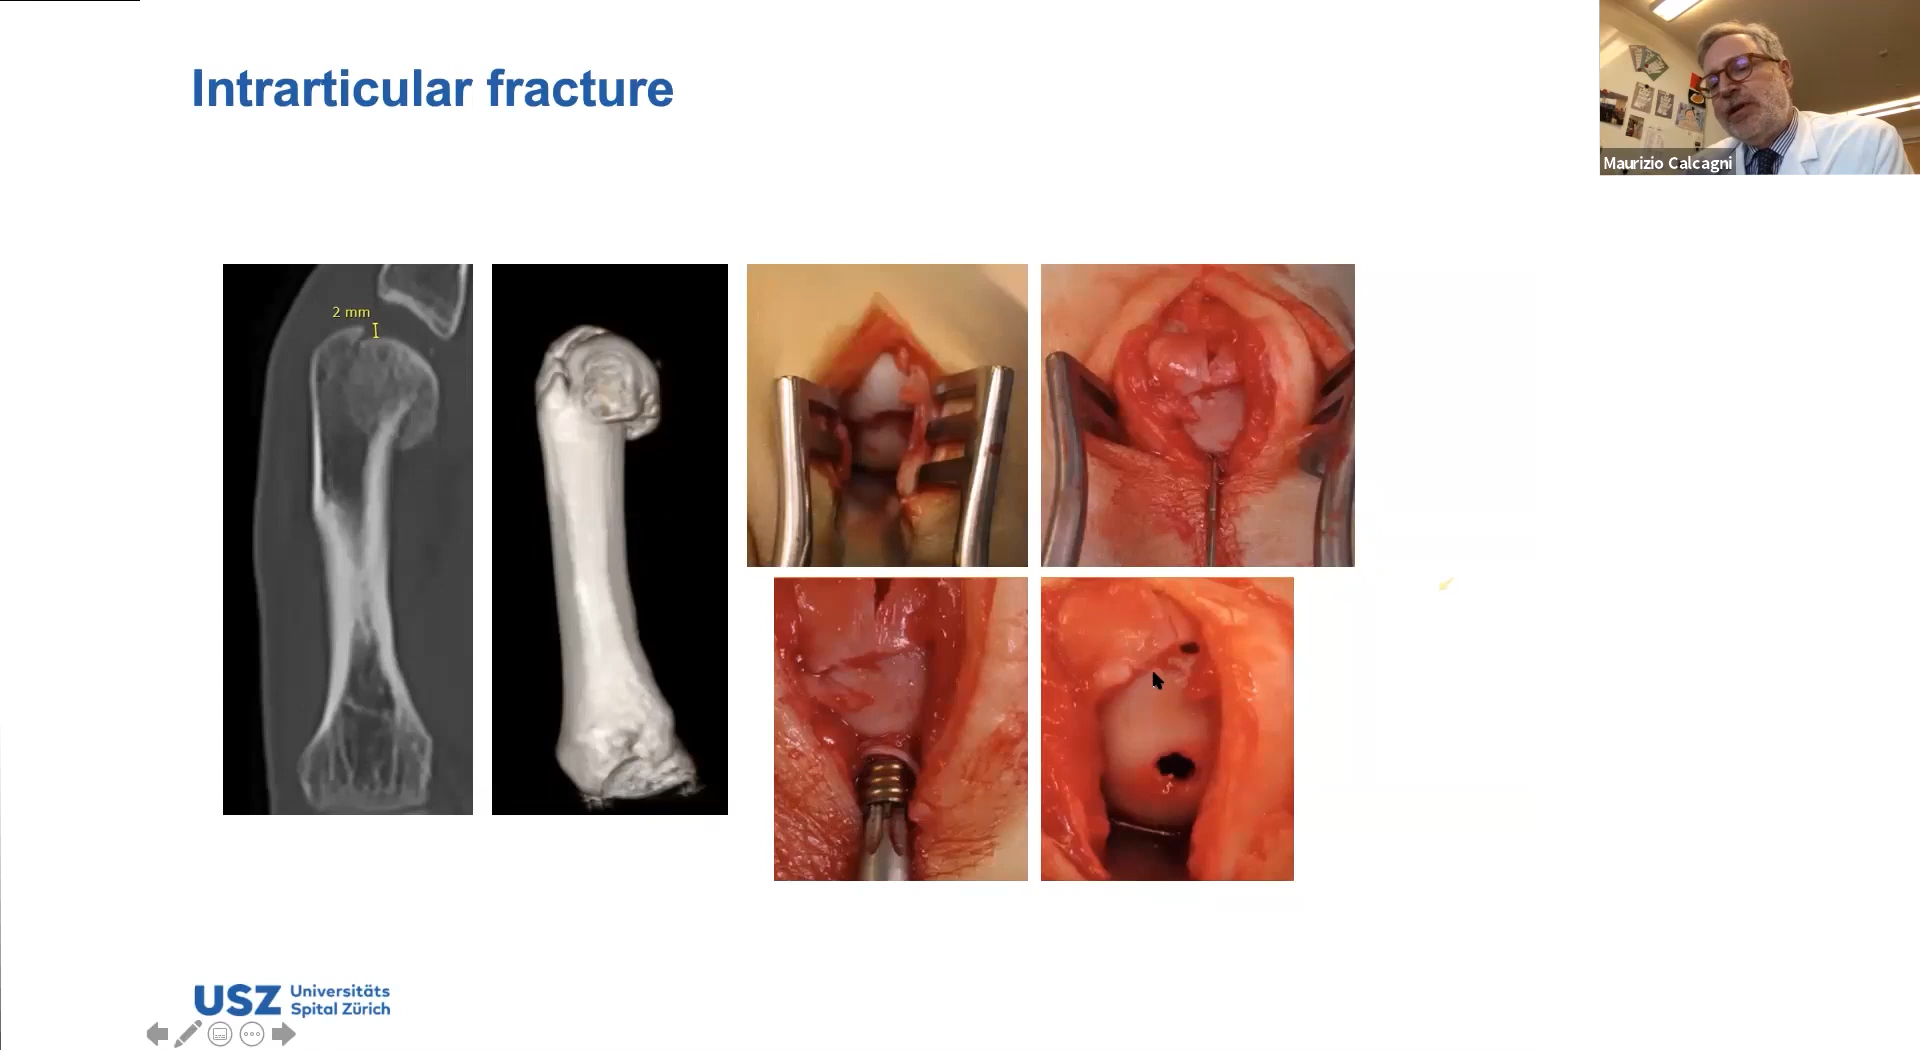 Intrarticular fracture
Maurizio Calcagni
2 mm
USZ Universitäts
Spital Zürich